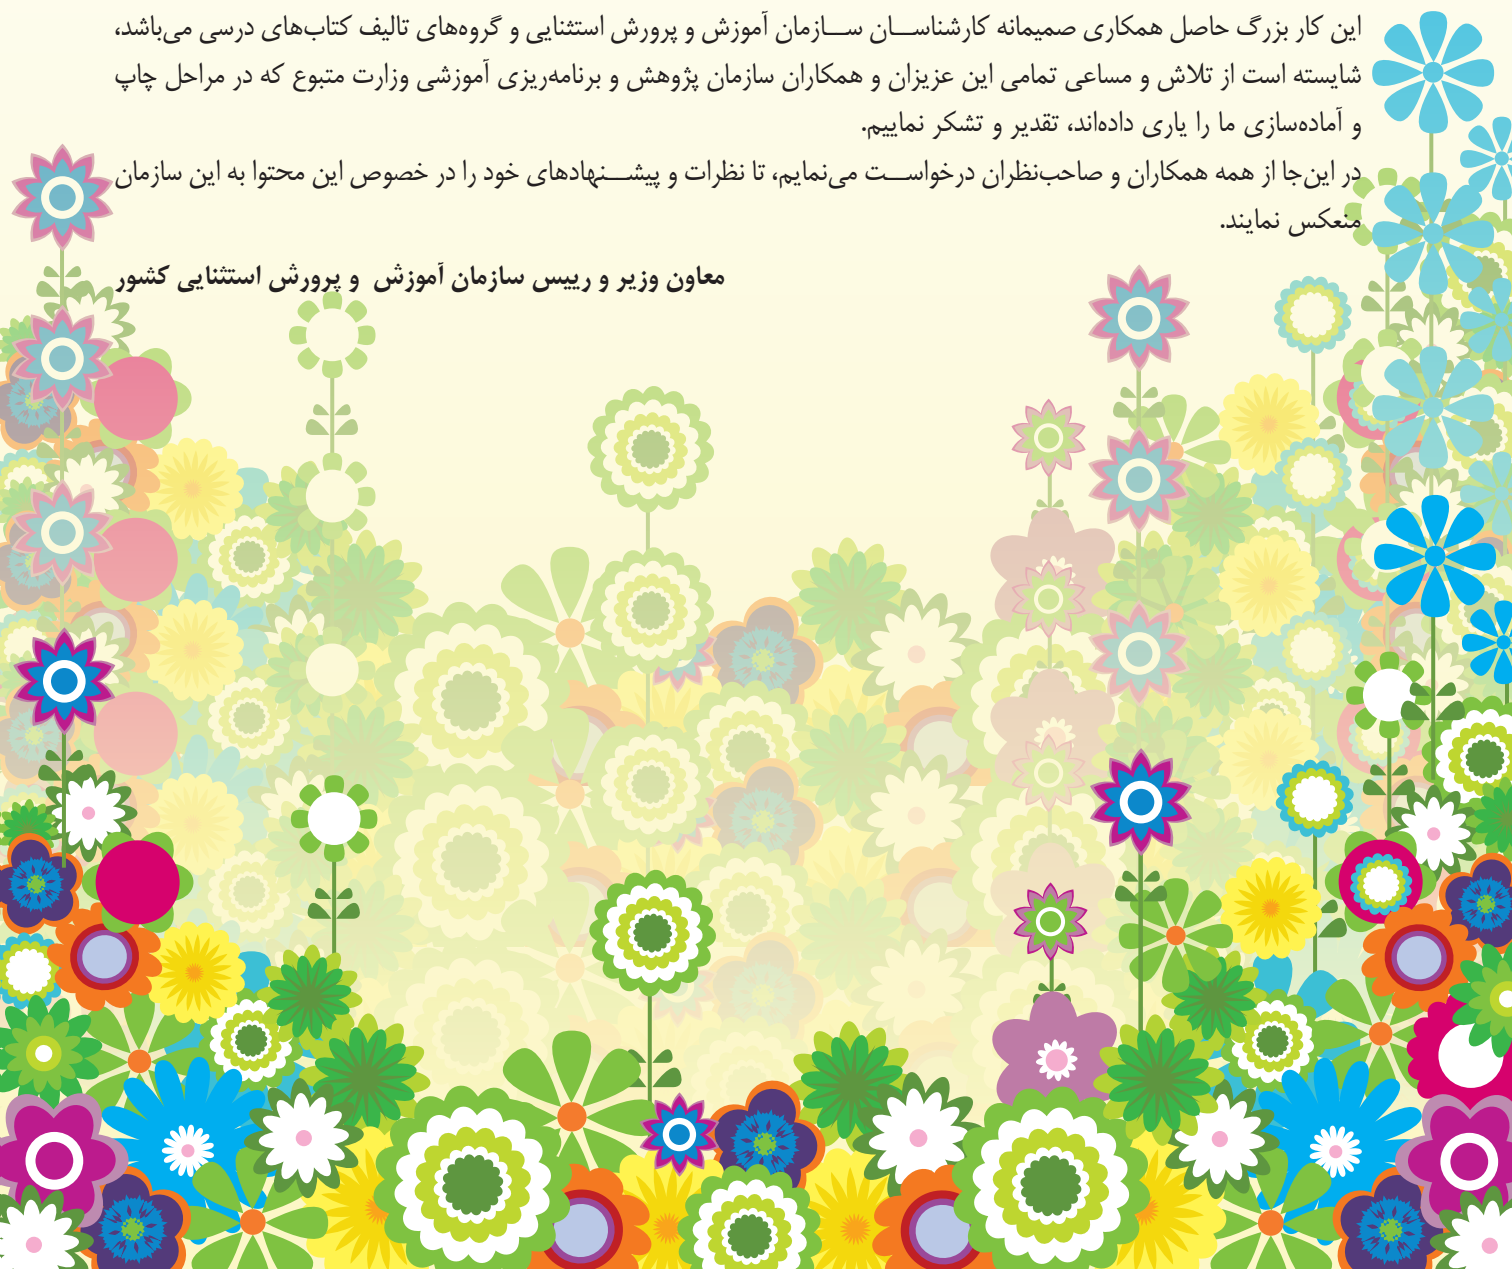 این کار بزرگ حاصل همکاری صمیمانه کارشناسان سازمان آموزش و پرورش استثنایی و گروه‌های تالیف کتاب‌های درسی می‌باشد،
شایسته است از تلاش و مساعی تمامی این عزیزان و همکاران سازمان پژوهش و برنامه‌ریزی آموزشی وزارت متبوع که در مراحل چاپ
و آماده‌سازی ما را یاری داده‌اند، تقدیر و تشکر نماییم.
در این‌جا از همه همکاران و صاحب‌نظران درخواست می‌نمایم، تا نظرات و پیشنهادهای خود را در خصوص این محتوا به این سازمان
منعکس نمایند.
معاون وزیر و رییس سازمان آموزش و پرورش استثنایی کشور